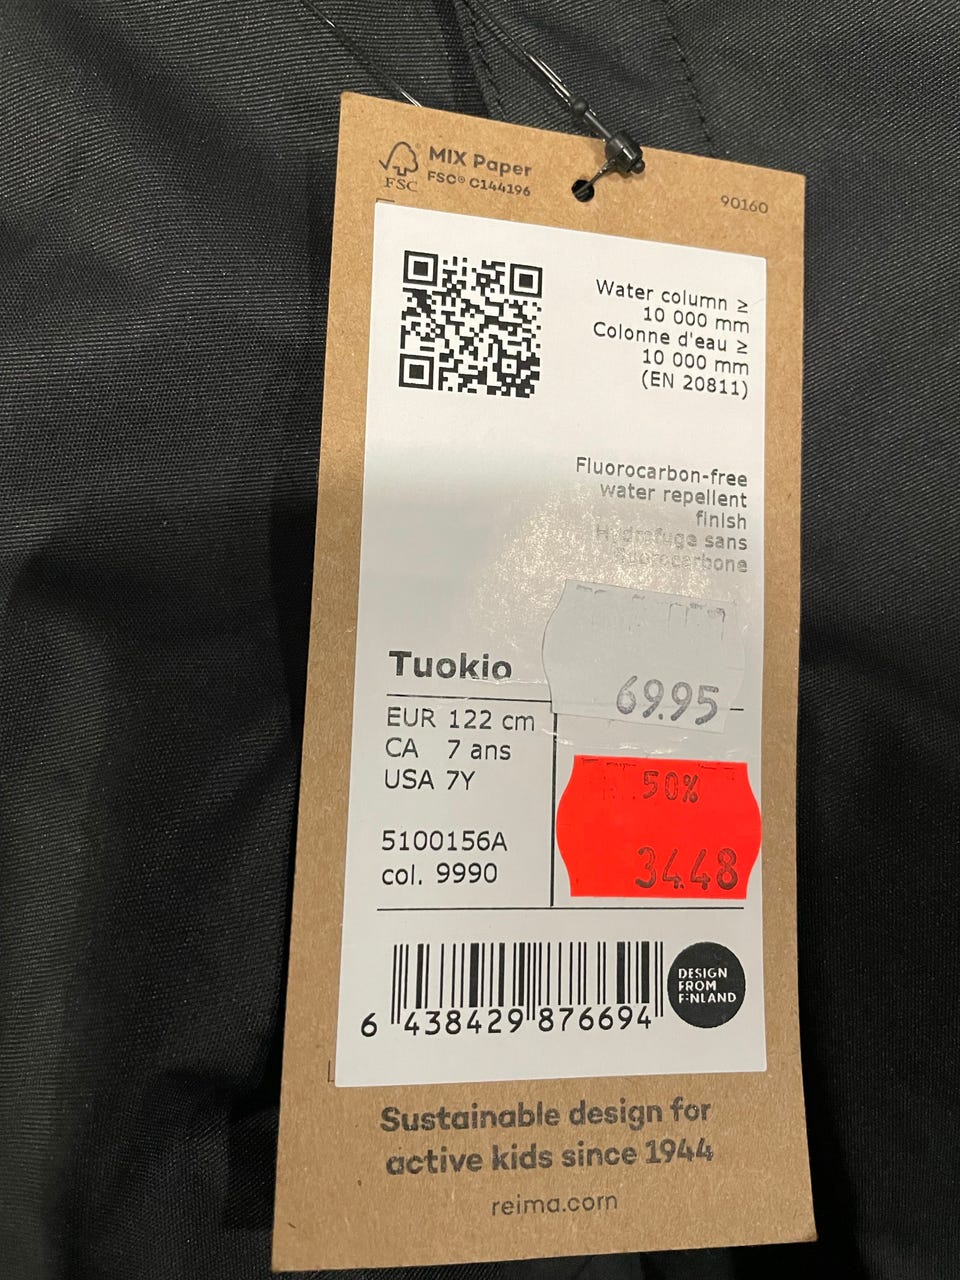 MIX Paper
FSC® C144196
FSC
90160
Water column ≥
10 000 mm
Colonne d'eau ≥
10 000 mm
(EN 20811)
Fluorocarbon-free
water repellent
finish
Hydrofuge sans
fluorocarbone
69.95
Tuokio
EUR 122 cm
CA 7 ans
USA 7Y
50%
34.48
5100156A
col. 9990
6 438429 876694
DESIGN
FROM
FINLAND
Sustainable design for
active kids since 1944
reima.com